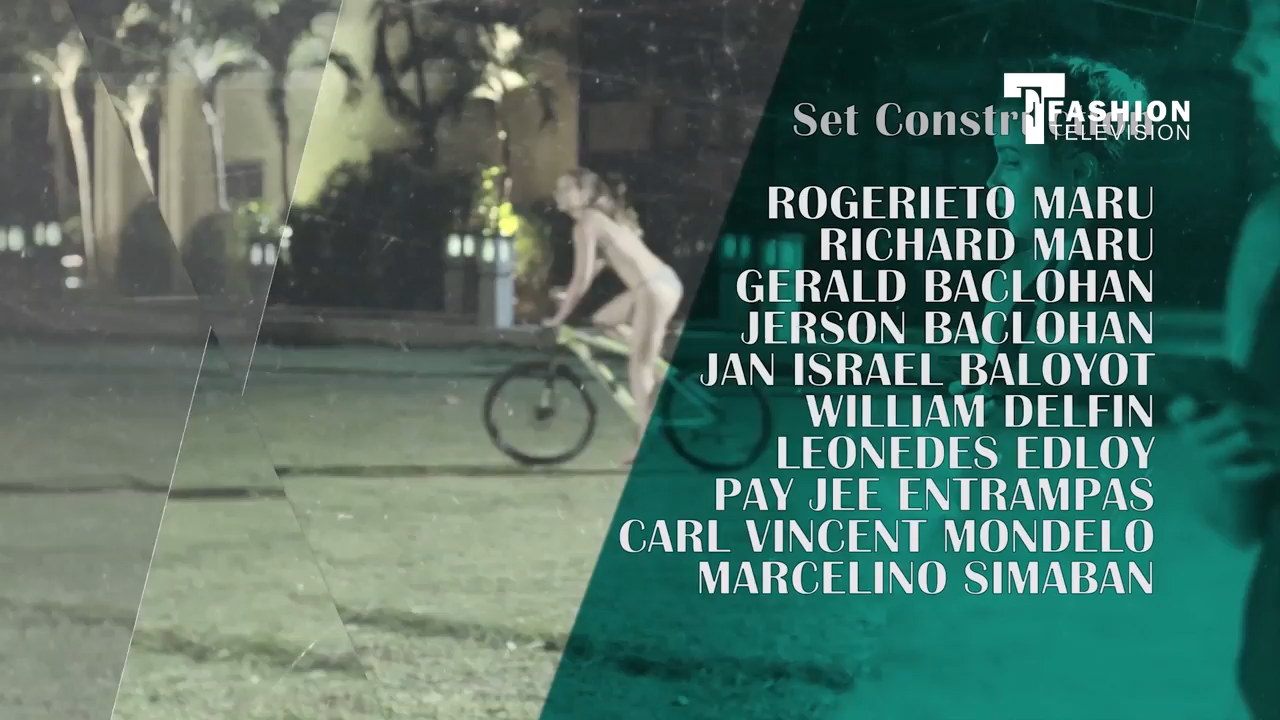 Set Constr
FASHION
TELEVISION
ROGERIETO MARU
RICHARD MARU
GERALD BACLOHAN
JERSON BACLOHAN
JAN ISRAEL BALOYOT
WILLIAM DELFIN
LEONEDES EDLOY
PAY JEE ENTRAMPAS
CARL VINCENT MONDELO
MARCELINO SIMABAN